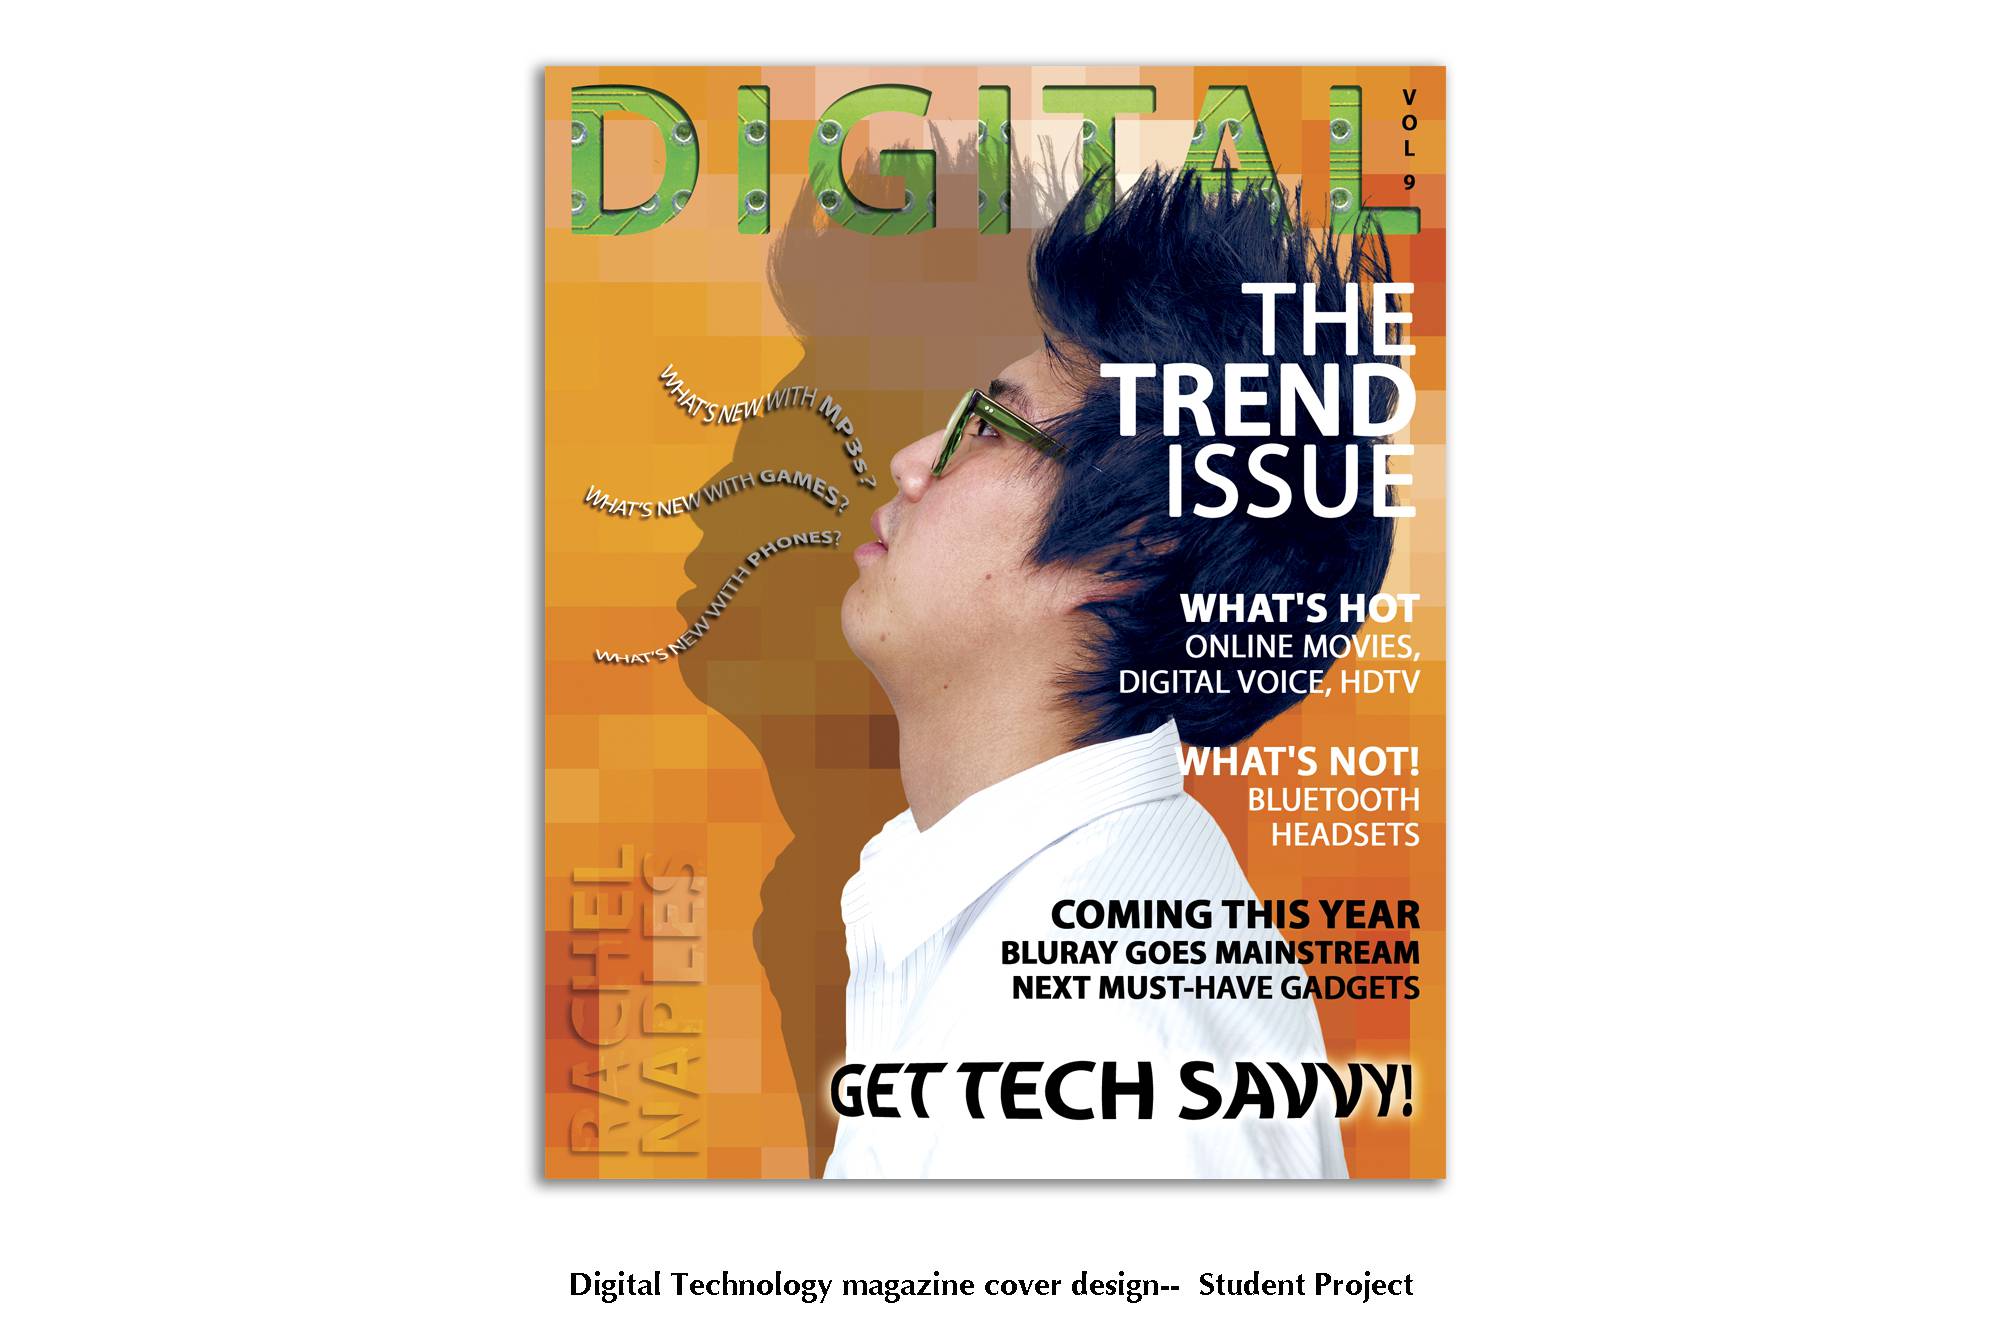 DIGITAL
VOL 9
THE
TREND
ISSUE
WHAT'S NEW WITH MP3s?
WHAT'S NEW WITH GAMES?
WHAT'S NEW WITH PHONES?
WHAT'S HOT
ONLINE MOVIES,
DIGITAL VOICE, HDTV
WHAT'S NOT!
BLUETOOTH
HEADSETS
COMING THIS YEAR
BLURAY GOES MAINSTREAM
NEXT MUST-HAVE GADGETS
RACHEL
NAPLES
GET TECH SAVVY!
Digital Technology magazine cover design--  Student Project